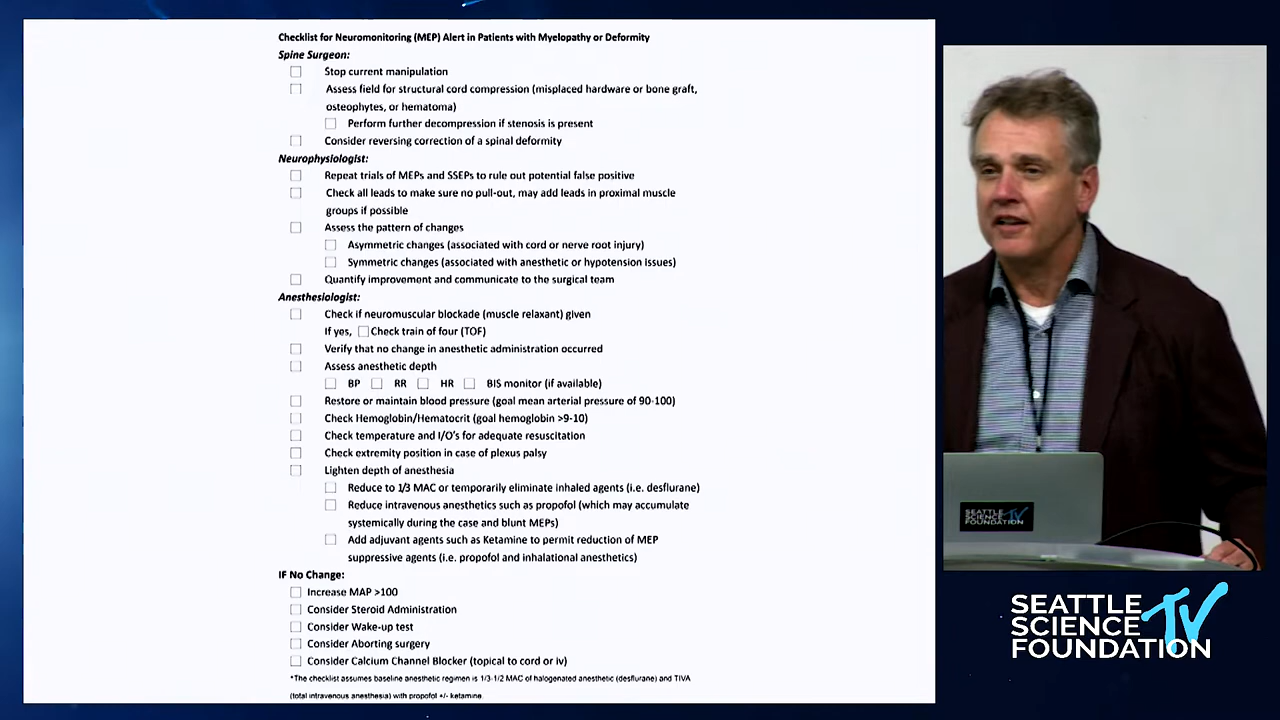 Checklist for Neuromonitoring (MEP) Alert in Patients with Myelopathy or Deformity
Spine Surgeon:
Stop current manipulation
Assess field for structural cord compression (misplaced hardware or bone graft,
osteophytes, or hematoma)
Perform further decompression if stenosis is present
Consider reversing correction of a spinal deformity
Neurophysiologist:
Repeat trials of MEPs and SSEPs to rule out potential false positive
Check all leads to make sure no pull-out, may add leads in proximal muscle
groups if possible
Assess the pattern of changes
Asymmetric changes (associated with cord or nerve root injury)
Symmetric changes (associated with anesthetic or hypotension issues)
Quantify improvement and communicate to the surgical team
Anesthesiologist:
Check if neuromuscular blockade (muscle relaxant) given
If yes, Check train of four (TOF)
Verify that no change in anesthetic administration occurred
Assess anesthetic depth
BP RR HR BIS monitor (if available)
Restore or maintain blood pressure (goal mean arterial pressure of 90-100)
Check Hemoglobin/Hematocrit (goal hemoglobin >9-10)
Check temperature and I/O's for adequate resuscitation
Check extremity position in case of plexus palsy
Lighten depth of anesthesia
Reduce to 1/3 MAC or temporarily eliminate inhaled agents (i.e. desflurane)
Reduce intravenous anesthetics such as propofol (which may accumulate
systemically during the case and blunt MEPs)
Add adjuvant agents such as Ketamine to permit reduction of MEP
suppressive agents (i.e. propofol and inhalational anesthetics)
IF No Change:
Increase MAP >100
Consider Steroid Administration
Consider Wake-up test
Consider Aborting surgery
Consider Calcium Channel Blocker (topical to cord or iv)
*The checklist assumes baseline anesthetic regimen is 1/3-1/2 MAC of halogenated anesthetic (desflurane) and TIVA
(total intravenous anesthesia) with propofol +/- ketamine.
SEATTLE
SCIENCE TV
FOUNDATION
SEATTLE
SCIENCE TV
FOUNDATION